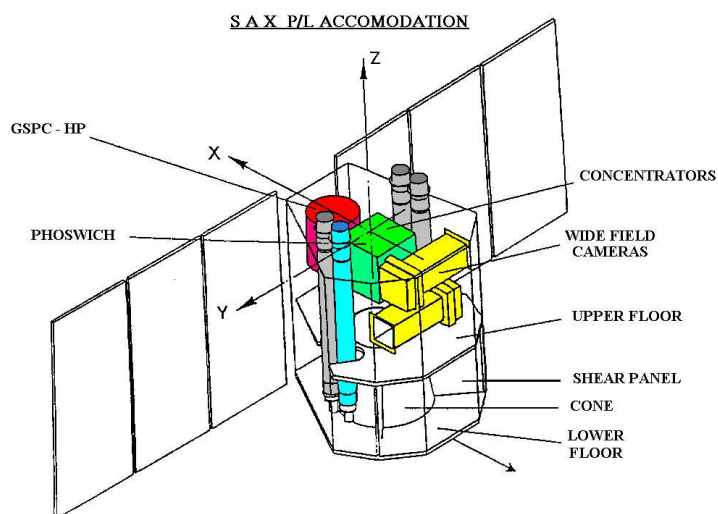 S A X P/L ACCOMODATION
Z
GSPC - HP
X
CONCENTRATORS
PHOSWICH
WIDE FIELD
CAMERAS
Y
UPPER FLOOR
SHEAR PANEL
CONE
LOWER
FLOOR